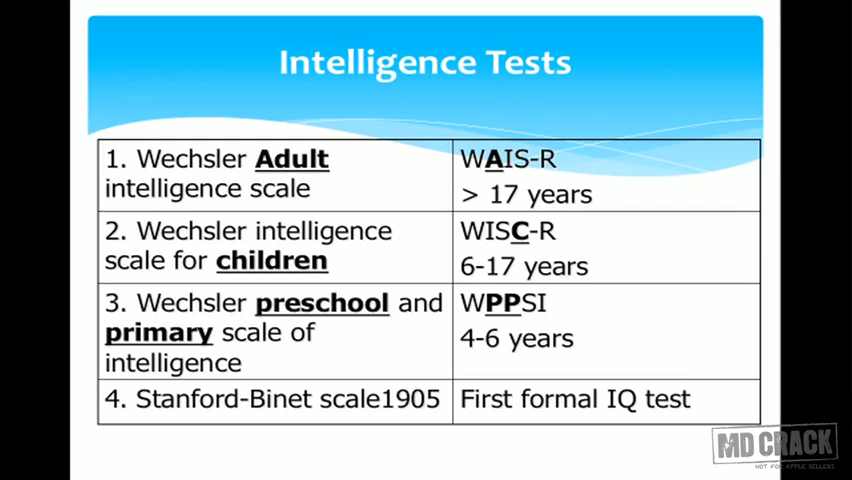 Intelligence Tests
1. Wechsler Adult
intelligence scale
WAIS-R
> 17 years
2. Wechsler intelligence
scale for children
WISC-R
6-17 years
3. Wechsler preschool and
primary scale of
intelligence
WPPSI
4-6 years
4. Stanford-Binet scale1905
First formal IQ test
MD CRACK
NOT FOR APPLE SELLERS